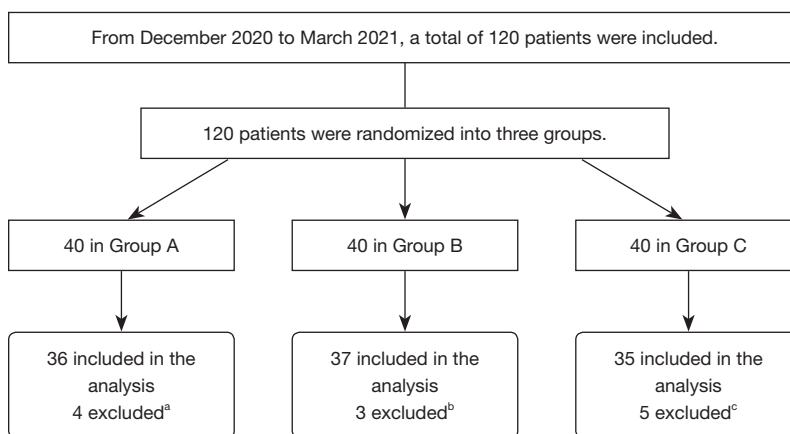 From December 2020 to March 2021, a total of 120 patients were included.
120 patients were randomized into three groups.
40 in Group A
40 in Group B
40 in Group C
36 included in the
analysis
4 excludedᵃ
37 included in the
analysis
3 excludedᵇ
35 included in the
analysis
5 excludedᶜ